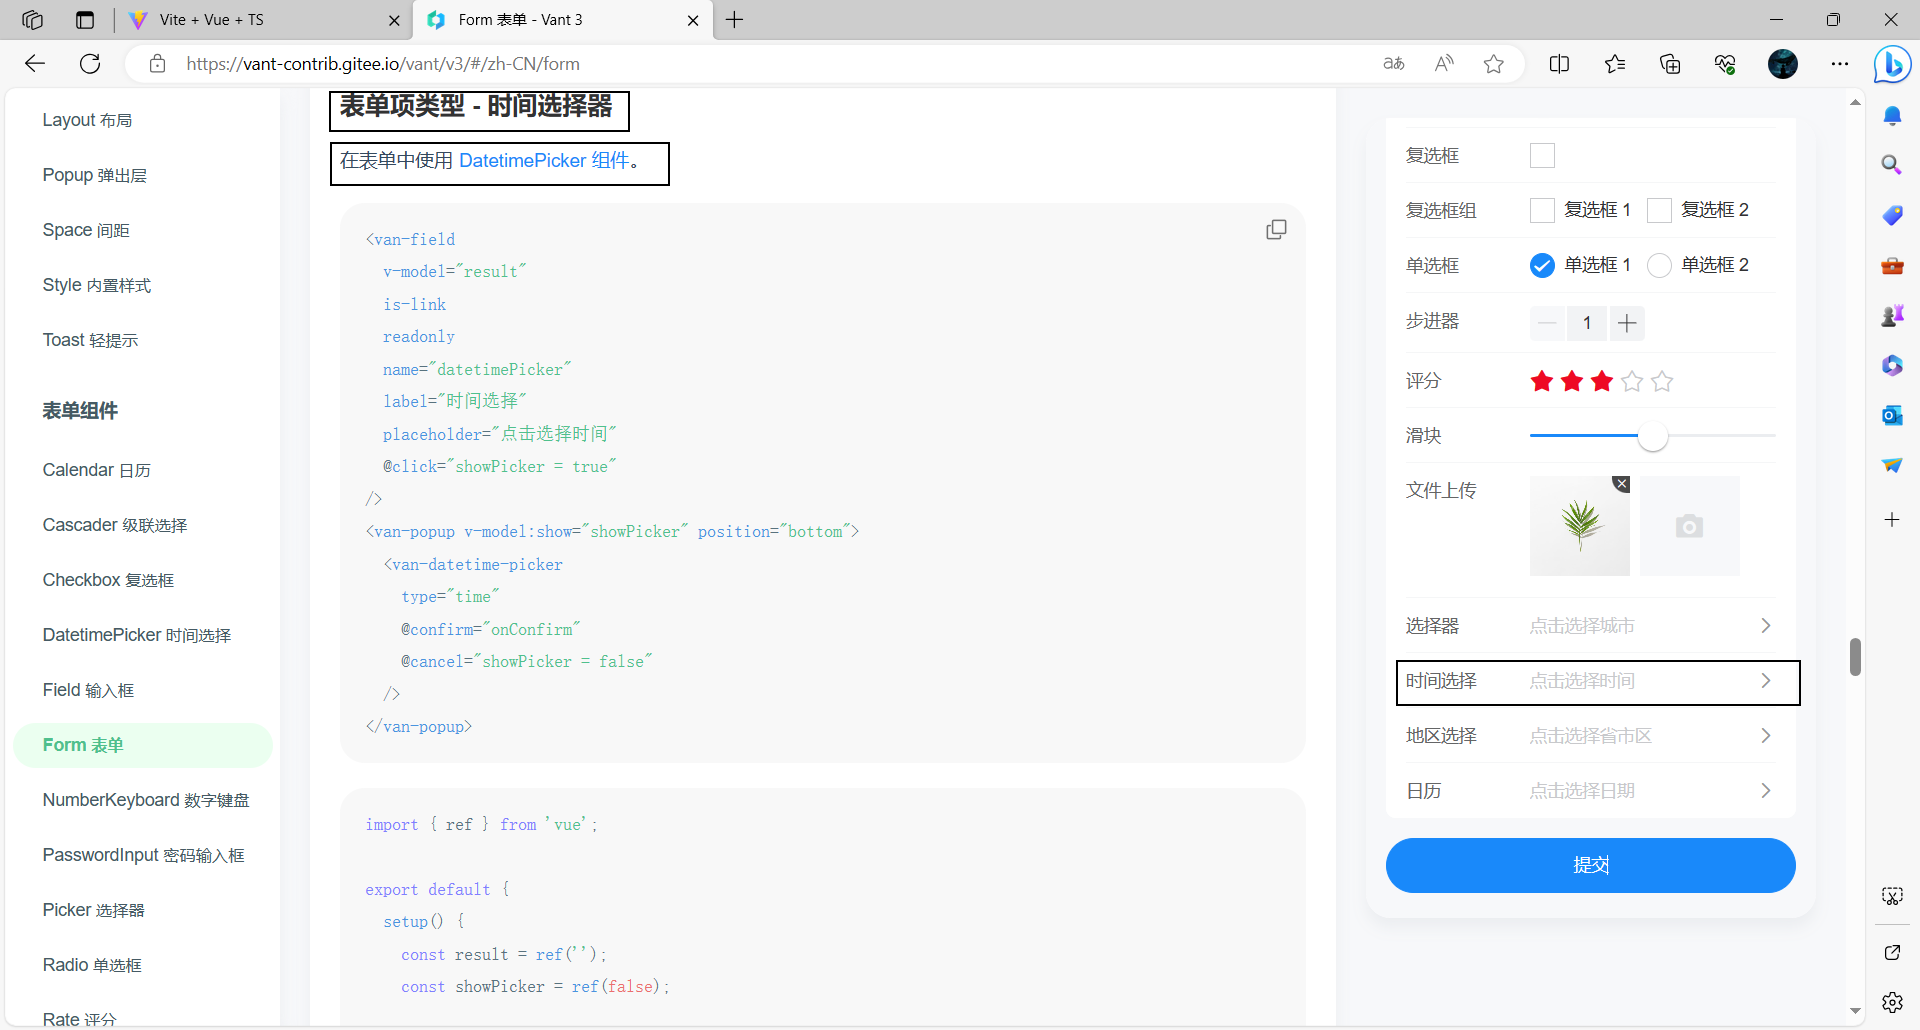 Vite + Vue + TS
Form 表单 - Vant 3
https://vant-contrib.gitee.io/vant/v3/#/zh-CN/form
Layout 布局
Popup 弹出层
Space 间距
Style 内置样式
Toast 轻提示
表单组件
Calendar 日历
Cascader 级联选择
Checkbox 复选框
DatetimePicker 时间选择
Field 输入框
Form 表单
NumberKeyboard 数字键盘
PasswordInput 密码输入框
Picker 选择器
Radio 单选框
Rate 评分
表单项类型 - 时间选择器
在表单中使用 DatetimePicker 组件。
<van-field
v-model="result"
is-link
readonly
name="datetimePicker"
label="时间选择"
placeholder="点击选择时间"
@click="showPicker = true"
/>
<van-popup v-model:show="showPicker" position="bottom">
<van-datetime-picker
type="time"
@confirm="onConfirm"
@cancel="showPicker = false"
/>
</van-popup>
import { ref } from 'vue';
export default {
setup() {
const result = ref('');
const showPicker = ref(false);
复选框
复选框组 复选框 1 复选框 2
单选框 单选框 1 单选框 2
步进器 1
评分
滑块
文件上传
选择器 点击选择城市
时间选择 点击选择时间
地区选择 点击选择省市区
日历 点击选择日期
提交